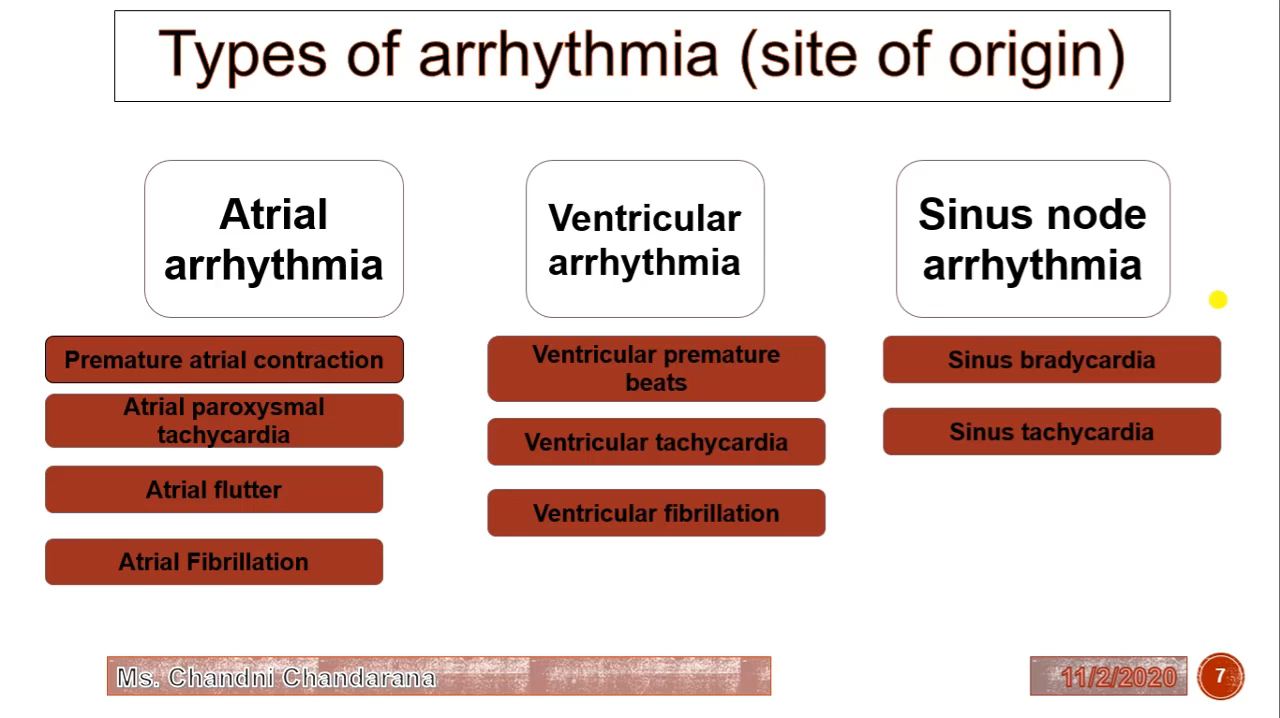 Types of arrhythmia (site of origin)
Atrial
arrhythmia
Premature atrial contraction
Atrial paroxysmal
tachycardia
Atrial flutter
Atrial Fibrillation
Ventricular
arrhythmia
Ventricular premature
beats
Ventricular tachycardia
Ventricular fibrillation
Sinus node
arrhythmia
Sinus bradycardia
Sinus tachycardia
Ms. Chandni Chandarana
11/2/2020
7